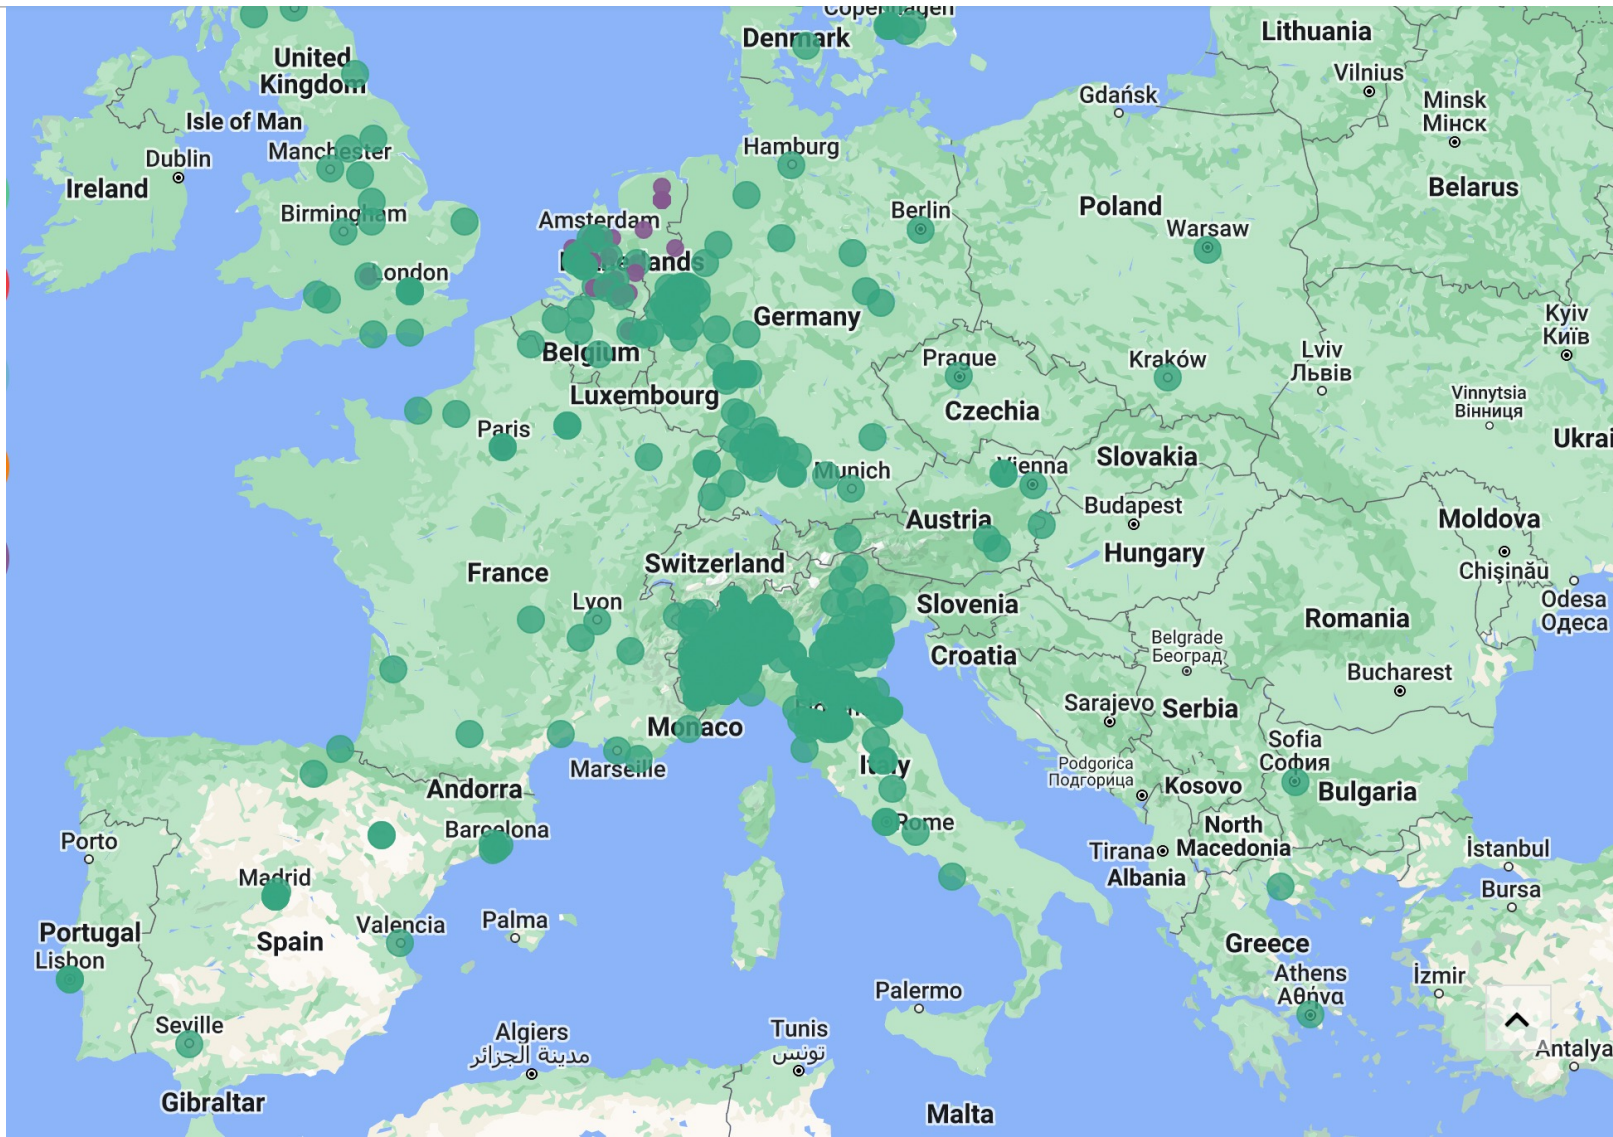 Copenhagen
Denmark
Lithuania
Vilnius
United
Kingdom
Isle of Man
Gdańsk
Minsk
Мінск
Dublin
Manchester
Hamburg
Ireland
Belarus
Birmingham
Amsterdam
Berlin
Poland
Warsaw
Netherlands
London
Germany
Kyiv
Київ
Belgium
Prague
Kraków
Lviv
Львів
Luxembourg
Czechia
Vinnytsia
Вінниця
Paris
Ukrai
Munich
Vienna
Slovakia
Austria
Budapest
Moldova
Switzerland
Hungary
Chișinău
France
Lyon
Slovenia
Odesa
Одеса
Romania
Croatia
Belgrade
Београд
Bucharest
Monaco
Sarajevo
Serbia
Marseille
Italy
Sofia
София
Podgorica
Подгорица
Andorra
Kosovo
Bulgaria
Porto
Barcelona
Rome
North
Macedonia
Tirana
İstanbul
Madrid
Albania
Bursa
Portugal
Valencia
Palma
Spain
Greece
Lisbon
Athens
Αθήνα
İzmir
Palermo
Seville
Algiers
مدينة الجزائر
Tunis
تونس
Antalya
Gibraltar
Malta